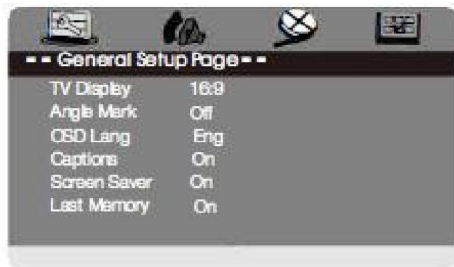 - - General Setup Page - -
TV Display 16:9
Angle Mark Off
OSD Lang Eng
Captions On
Screen Saver On
Last Memory On